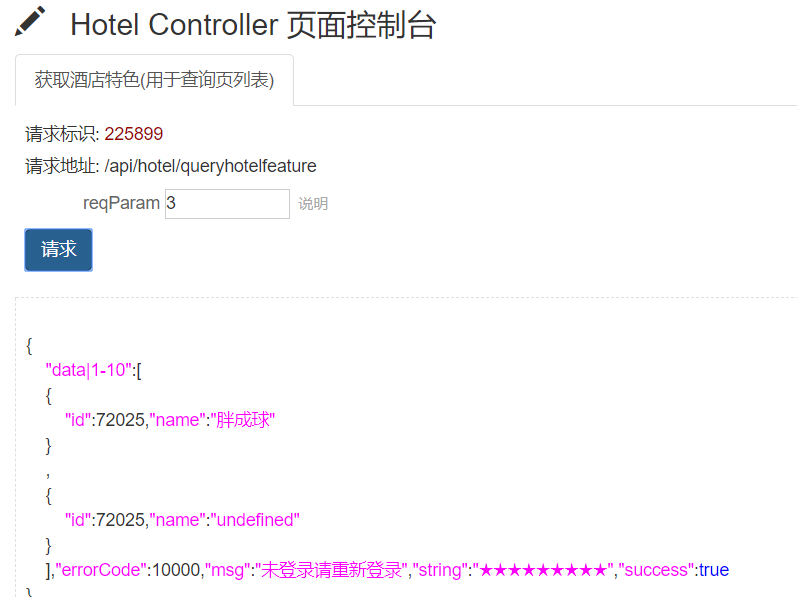 Hotel Controller 页面控制台
获取酒店特色(用于查询页列表)
请求标识: 225899
请求地址: /api/hotel/queryhotelfeature
reqParam 3 说明
请求
{
"data|1-10":[
{
"id":72025,"name":"胖成球"
}
,
{
"id":72025,"name":"undefined"
}
],"errorCode":10000,"msg":"未登录请重新登录","string":"★★★★★★★★★","success":true
}